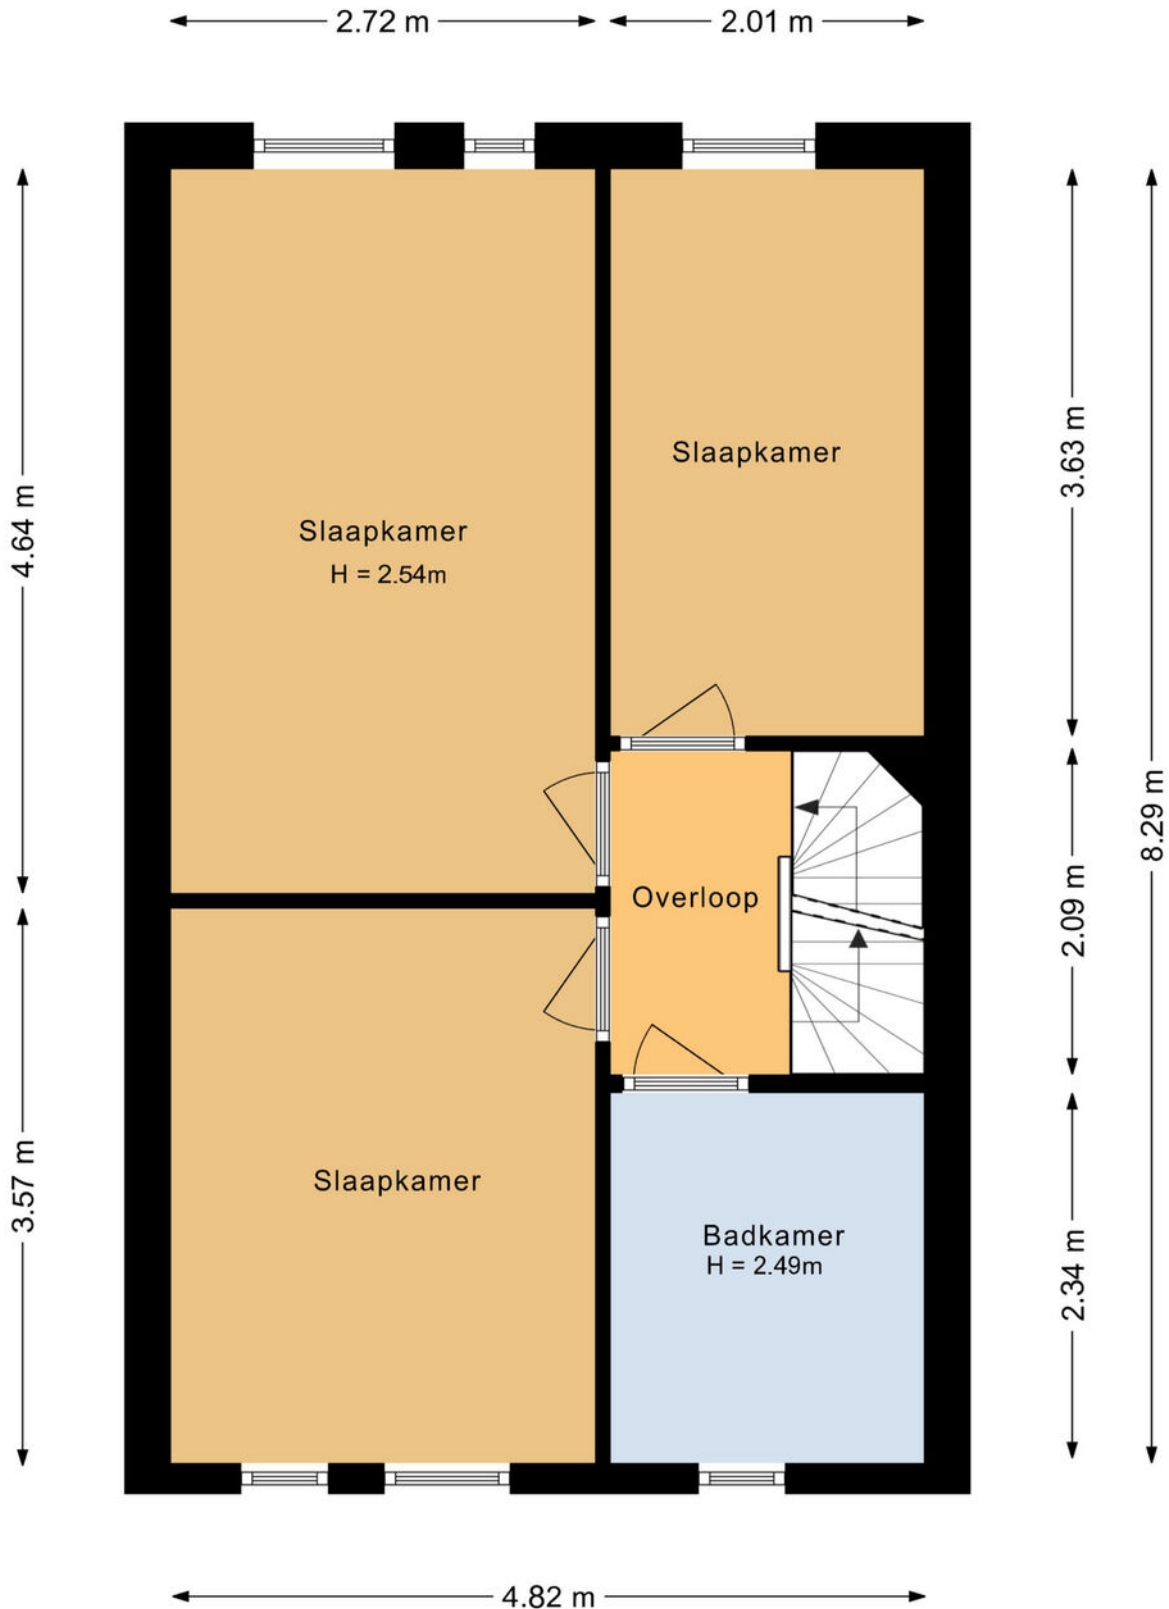 2.72 m
2.01 m
4.64 m
3.63 m
Slaapkamer
Slaapkamer
H = 2.54m
8.29 m
Overloop
2.09 m
3.57 m
Slaapkamer
Badkamer
H = 2.49m
2.34 m
4.82 m